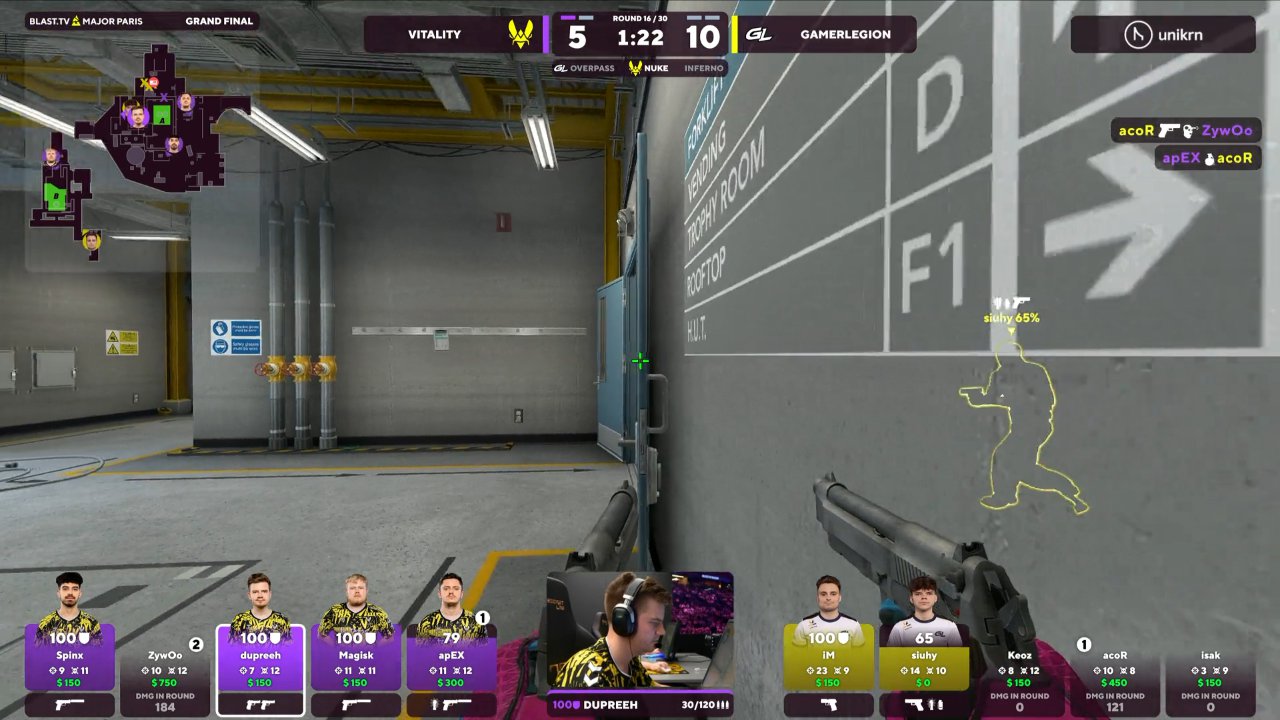 BLAST.TV MAJOR PARIS GRAND FINAL
VITALITY
5
ROUND 16 / 30
1:22
10
GL GAMERLEGION
unikrn
GL OVERPASS NUKE INFERNO
A
B
acoR ZywOo
apEX acoR
FORKLIFT
VENDING
TROPHY ROOM
ROOFTOP
H.U.T.
D
F1
siuhy 65%
100
Spinx
9 11
$150
2
ZywOo
10 12
$750
DMG IN ROUND
184
100
dupreeh
7 12
$150
100
Magisk
11 11
$150
1
79
apEX
11 12
$300
100 DUPREEH 30/120
100
iM
23 9
$150
65
siuhy
14 10
$0
Keoz
8 12
$150
DMG IN ROUND
0
1
acoR
10 8
$450
DMG IN ROUND
121
isak
3 9
$150
DMG IN ROUND
0